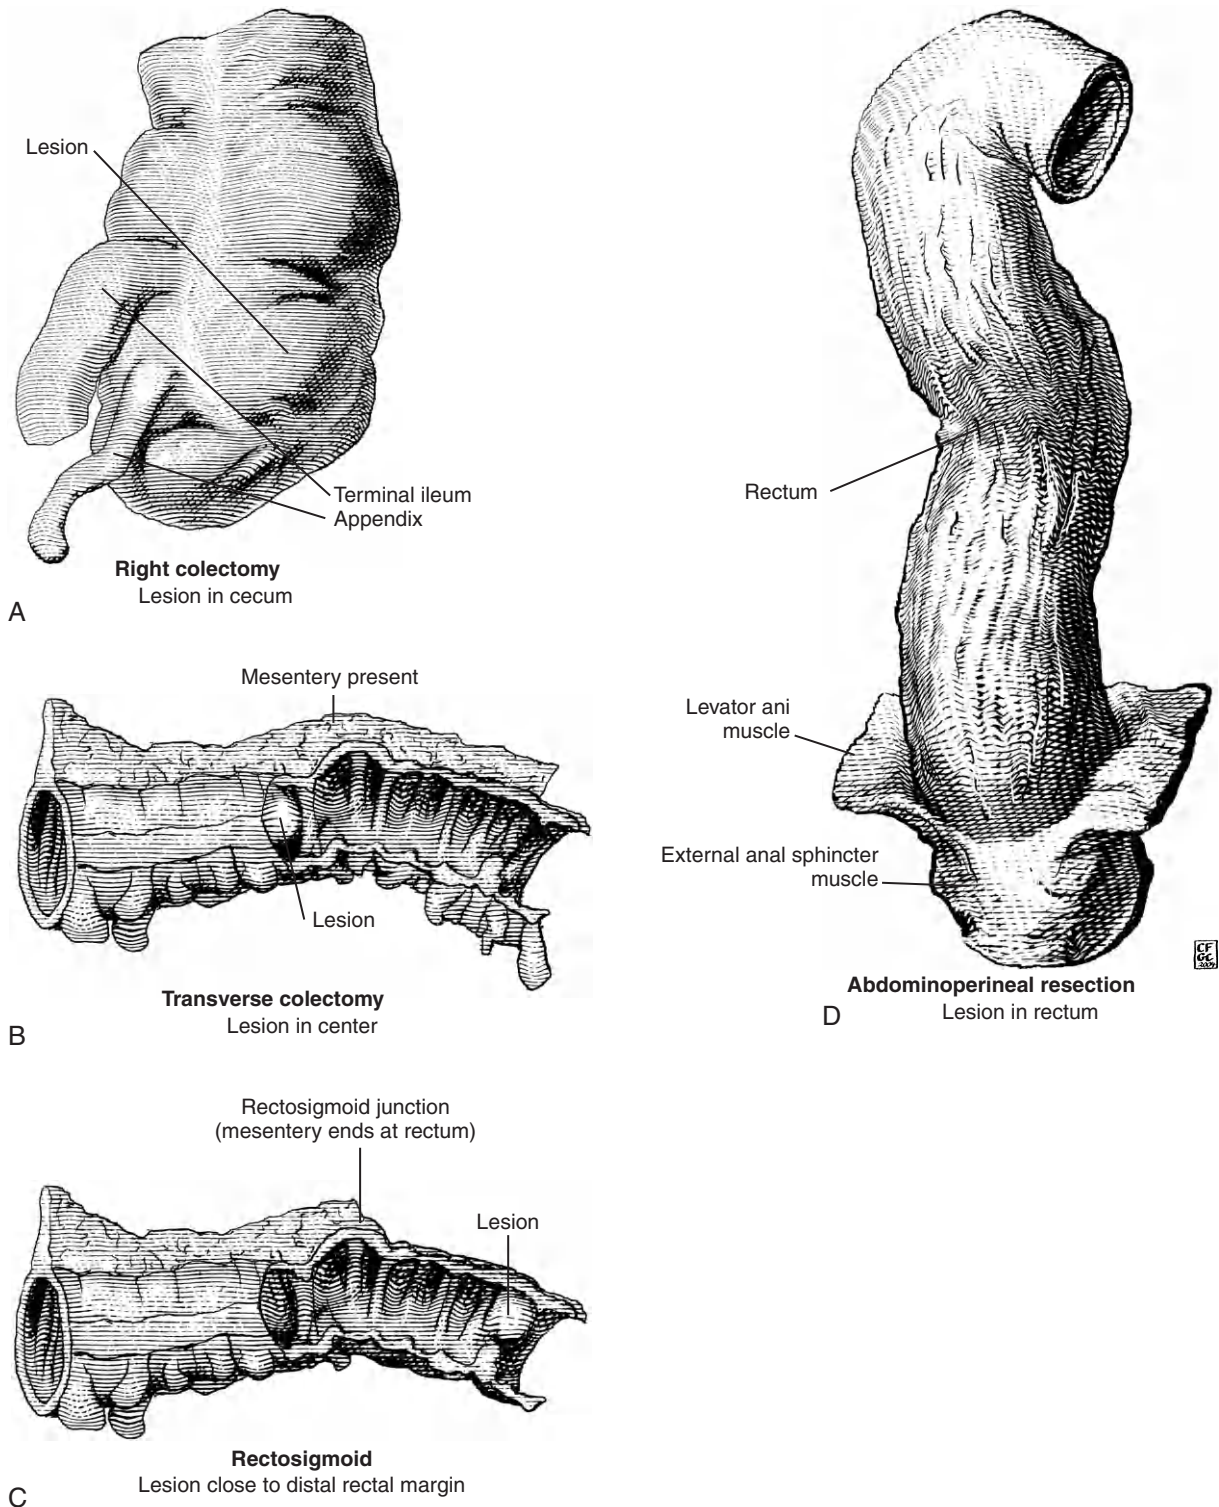 Lesion
Terminal ileum
Appendix
Right colectomy
Lesion in cecum
A
Mesentery present
Lesion
Transverse colectomy
Lesion in center
B
Rectosigmoid junction
(mesentery ends at rectum)
Lesion
Rectosigmoid
Lesion close to distal rectal margin
C
Rectum
Levator ani
muscle
External anal sphincter
muscle
CF
GC
Abdominoperineal resection
Lesion in rectum
D